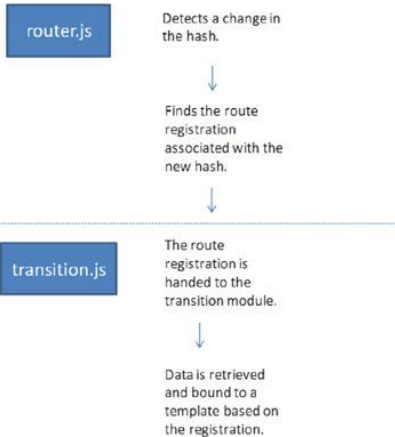 router.js
Detects a change in
the hash.
Finds the route
registration
associated with the
new hash.
transition.js
The route
registration is
handed to the
transition module.
Data is retrieved
and bound to a
template based on
the registration.